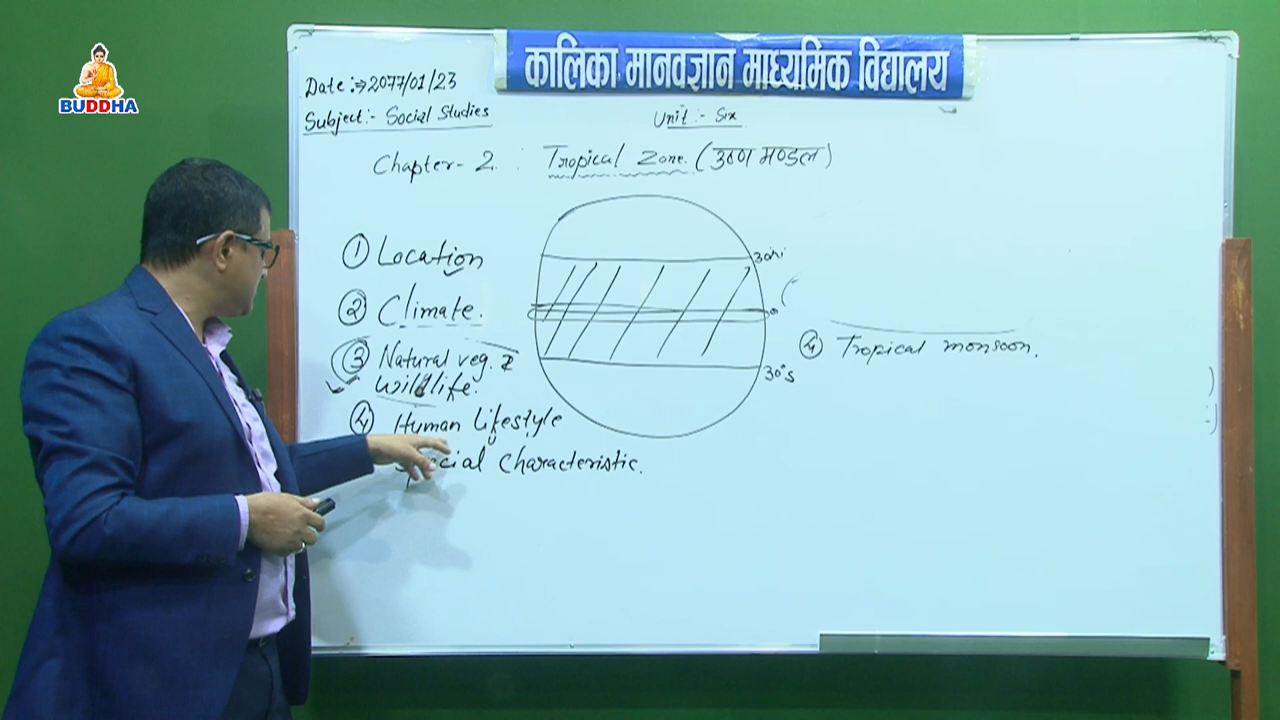 BUDDHA
कालिका मानवज्ञान माध्यमिक विद्यालय
Date:→2077/01/23
Subject:- Social Studies
Unit:- Six
Chapter-2 : Tropical Zone. (उष्ण मण्डल)
① Location
② Climate.
③ Natural veg. &
wildlife.
④ Human lifestyle
Special characteristic.
30°N
0°
30°S
④ Tropical monsoon.